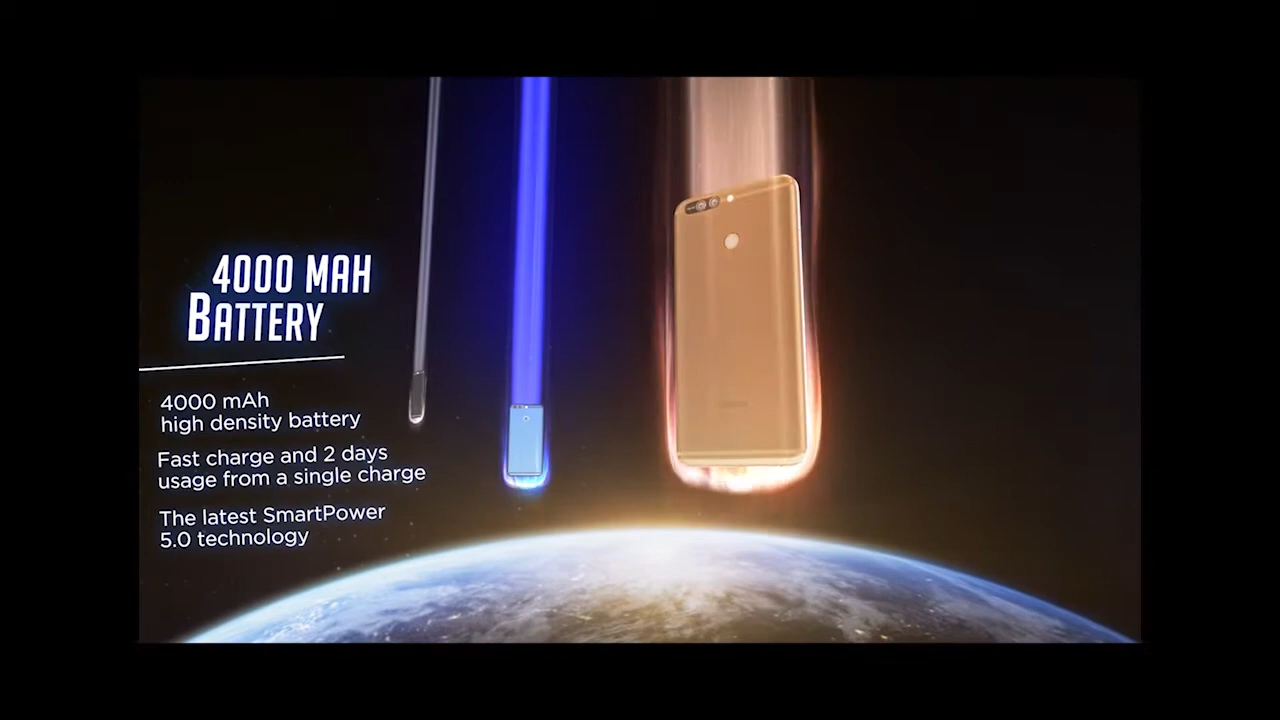 4000 MAH
BATTERY
4000 mAh
high density battery
Fast charge and 2 days
usage from a single charge
The latest SmartPower
5.0 technology